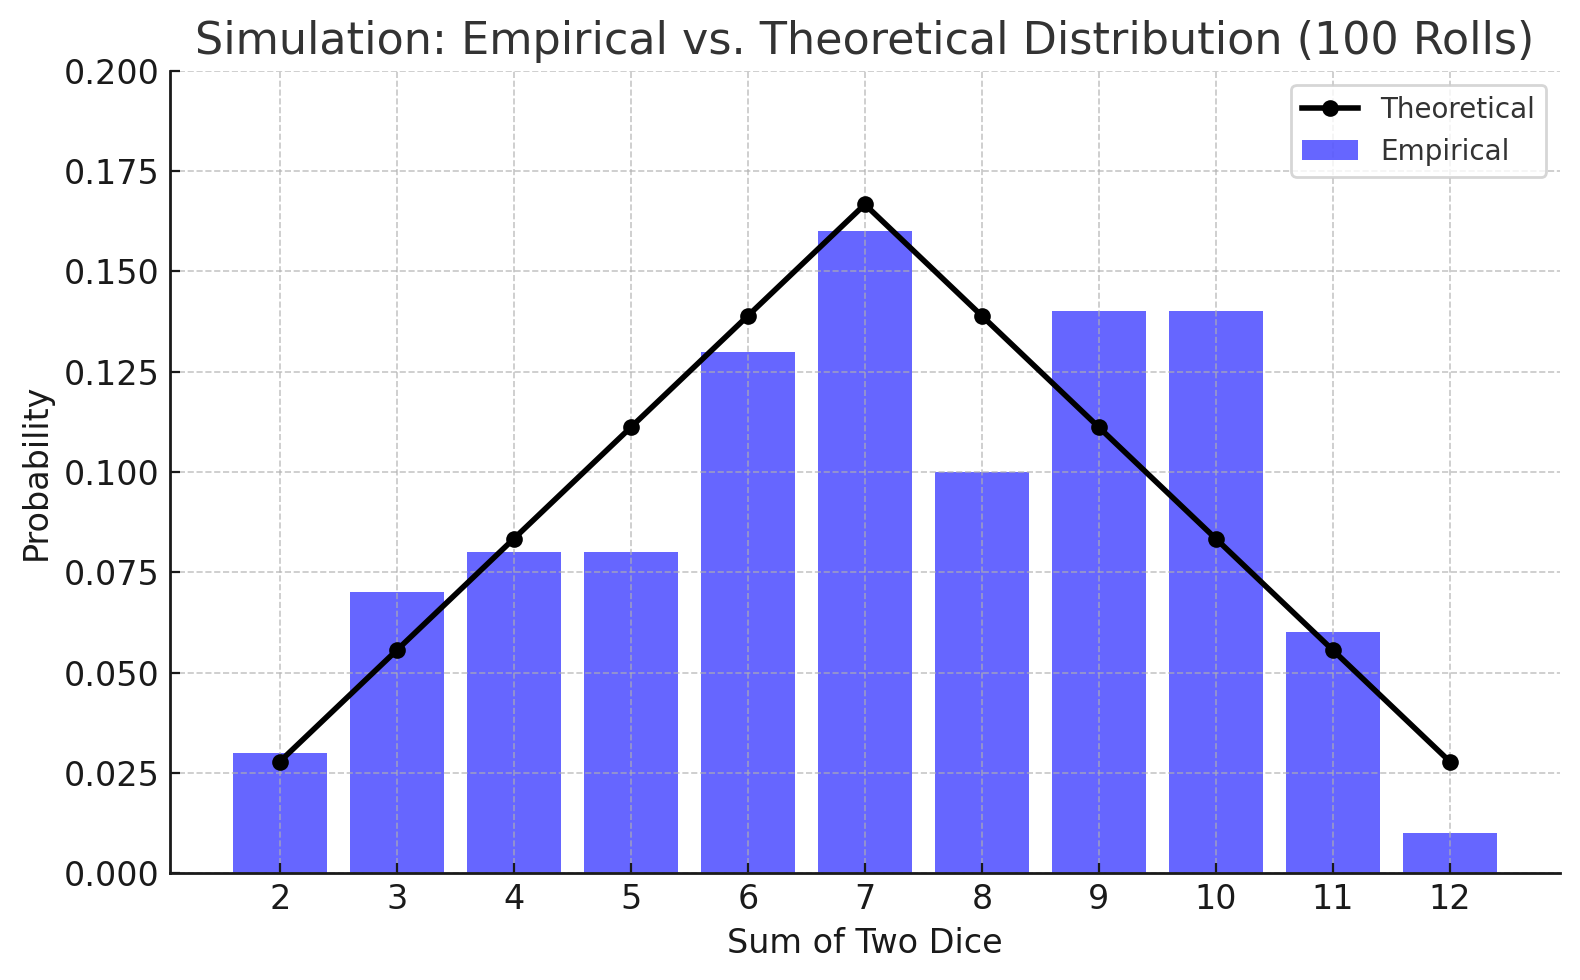 Simulation: Empirical vs. Theoretical Distribution (100 Rolls)
Theoretical
Empirical
0.200
0.175
0.150
0.125
0.100
0.075
0.050
0.025
0.000
Probability
2 3 4 5 6 7 8 9 10 11 12
Sum of Two Dice